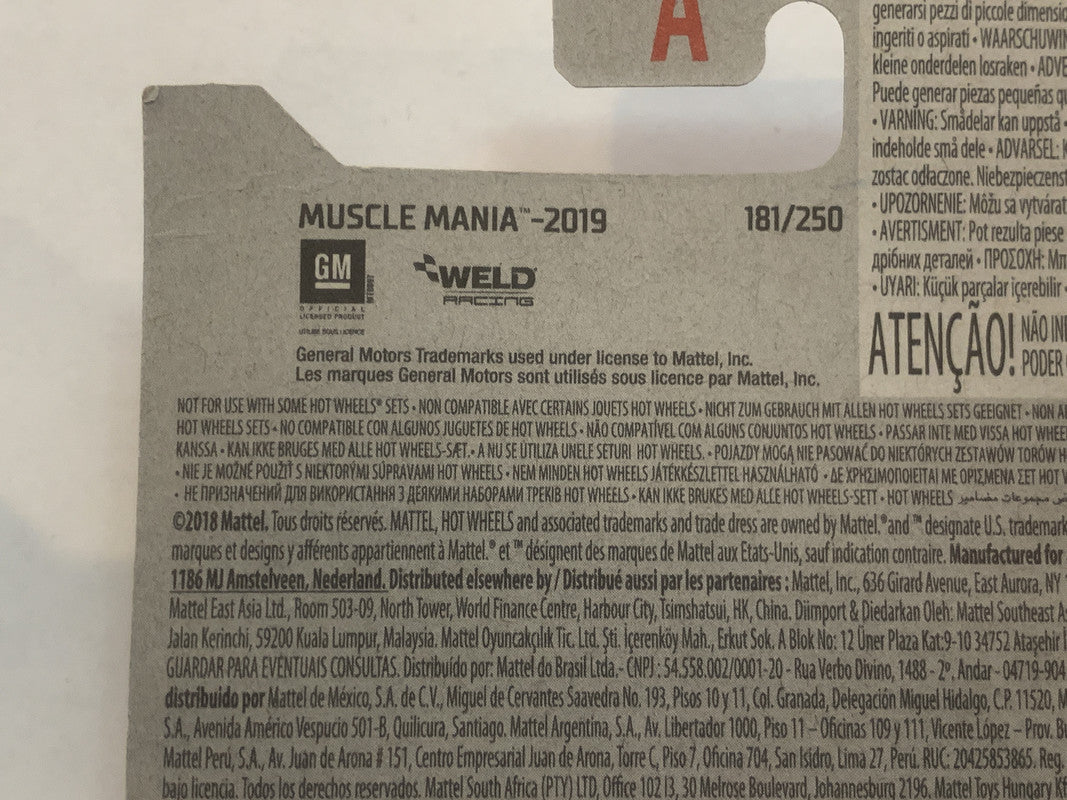 A
generarsi pezzi di piccole dimensio
ingeriti o aspirati • WAARSCHUWIN
kleine onderdelen losraken • ADVE
Puede generar piezas pequeñas q
• VARNING: Smådelar kan uppstå •
indeholde små dele • ADVARSEL: K
zostac odłaczone. Niebezpieczenst
• UPOZORNENIE: Môžu sa vytvárat
• AVERTISMENT: Pot rezulta piese
дрібних деталей • ΠΡΟΣΟΧΗ: Μπ
• UYARI: Küçük parçalar içerebilir •
ATENÇÃO! NÃO IN
PODER
MUSCLE MANIA™-2019 181/250
GM
OFFICIAL
LICENSED PRODUCT
WELD
RACING
General Motors Trademarks used under license to Mattel, Inc.
Les marques General Motors sont utilisés sous licence par Mattel, Inc.
NOT FOR USE WITH SOME HOT WHEELS® SETS • NON COMPATIBLE AVEC CERTAINS JOUETS HOT WHEELS • NICHT ZUM GEBRAUCH MIT ALLEN HOT WHEELS SETS GEEIGNET • NON A
HOT WHEELS SETS • NO COMPATIBLE CON ALGUNOS JUGUETES DE HOT WHEELS • NÃO COMPATÍVEL COM ALGUNS CONJUNTOS HOT WHEELS • PASSAR INTE MED VISSA HOT WHEE
KANSSA • KAN IKKE BRUGES MED ALLE HOT WHEELS-SÆT. • A NU SE UTILIZA UNELE SETURI HOT WHEELS. • POJAZDY MOGĄ NIE PASOWAĆ DO NIEKTÓRYCH ZESTAWÓW TORÓW H
• NIE JE MOŽNÉ POUŽIŤ S NIEKTORÝMI SÚPRAVAMI HOT WHEELS • NEM MINDEN HOT WHEELS JÁTÉKKÉSZLETTEL HASZNÁLHATÓ • ΔΕ ΧΡΗΣΙΜΟΠΟΙΕΙΤΑΙ ΜΕ ΟΡΙΣΜΕΝΑ ΣΕΤ HOT W
• НЕ ПРИЗНАЧЕНИЙ ДЛЯ ВИКОРИСТАННЯ З ДЕЯКИМИ НАБОРАМИ ТРЕКІВ HOT WHEELS • KAN IKKE BRUKES MED ALLE HOT WHEELS-SETT • HOT WHEELS
©2018 Mattel. Tous droits réservés. MATTEL, HOT WHEELS and associated trademarks and trade dress are owned by Mattel.® and ™ designate U.S. trademark
marques et designs y afférents appartiennent à Mattel.® et ™ désignent des marques de Mattel aux Etats-Unis, sauf indication contraire. Manufactured for
1186 MJ Amstelveen, Nederland. Distributed elsewhere by / Distribué aussi par les partenaires : Mattel, Inc., 636 Girard Avenue, East Aurora, NY
Mattel East Asia Ltd., Room 503-09, North Tower, World Finance Centre, Harbour City, Tsimshatsui, HK, China. Diimport & Diedarkan Oleh: Mattel Southeast As
Jalan Kerinchi, 59200 Kuala Lumpur, Malaysia. Mattel Oyuncakçılık Tic. Ltd. Şti. İçerenköy Mah., Erkut Sok. A Blok No: 12 Üner Plaza Kat:9-10 34752 Ataşehir İ
GUARDAR PARA EVENTUAIS CONSULTAS. Distribuído por: Mattel do Brasil Ltda.- CNPJ : 54.558.002/0001-20 - Rua Verbo Divino, 1488 - 2º. Andar - 04719-904
distribuido por Mattel de México, S.A. de C.V., Miguel de Cervantes Saavedra No. 193, Pisos 10 y 11, Col. Granada, Delegación Miguel Hidalgo, C.P. 11520, M
S.A., Avenida Américo Vespucio 501-B, Quilicura, Santiago. Mattel Argentina, S.A., Av. Libertador 1000, Piso 11 – Oficinas 109 y 111, Vicente López – Prov. Bu
Mattel Perú, S.A., Av. Juan de Arona # 151, Centro Empresarial Juan de Arona, Torre C, Piso 7, Oficina 704, San Isidro, Lima 27, Perú. RUC: 20425853865. Reg.
bajo licencia. Todos los derechos reservados. Mattel South Africa (PTY) LTD, Office 102 I3, 30 Melrose Boulevard, Johannesburg 2196. Mattel Toys Hungary Kf